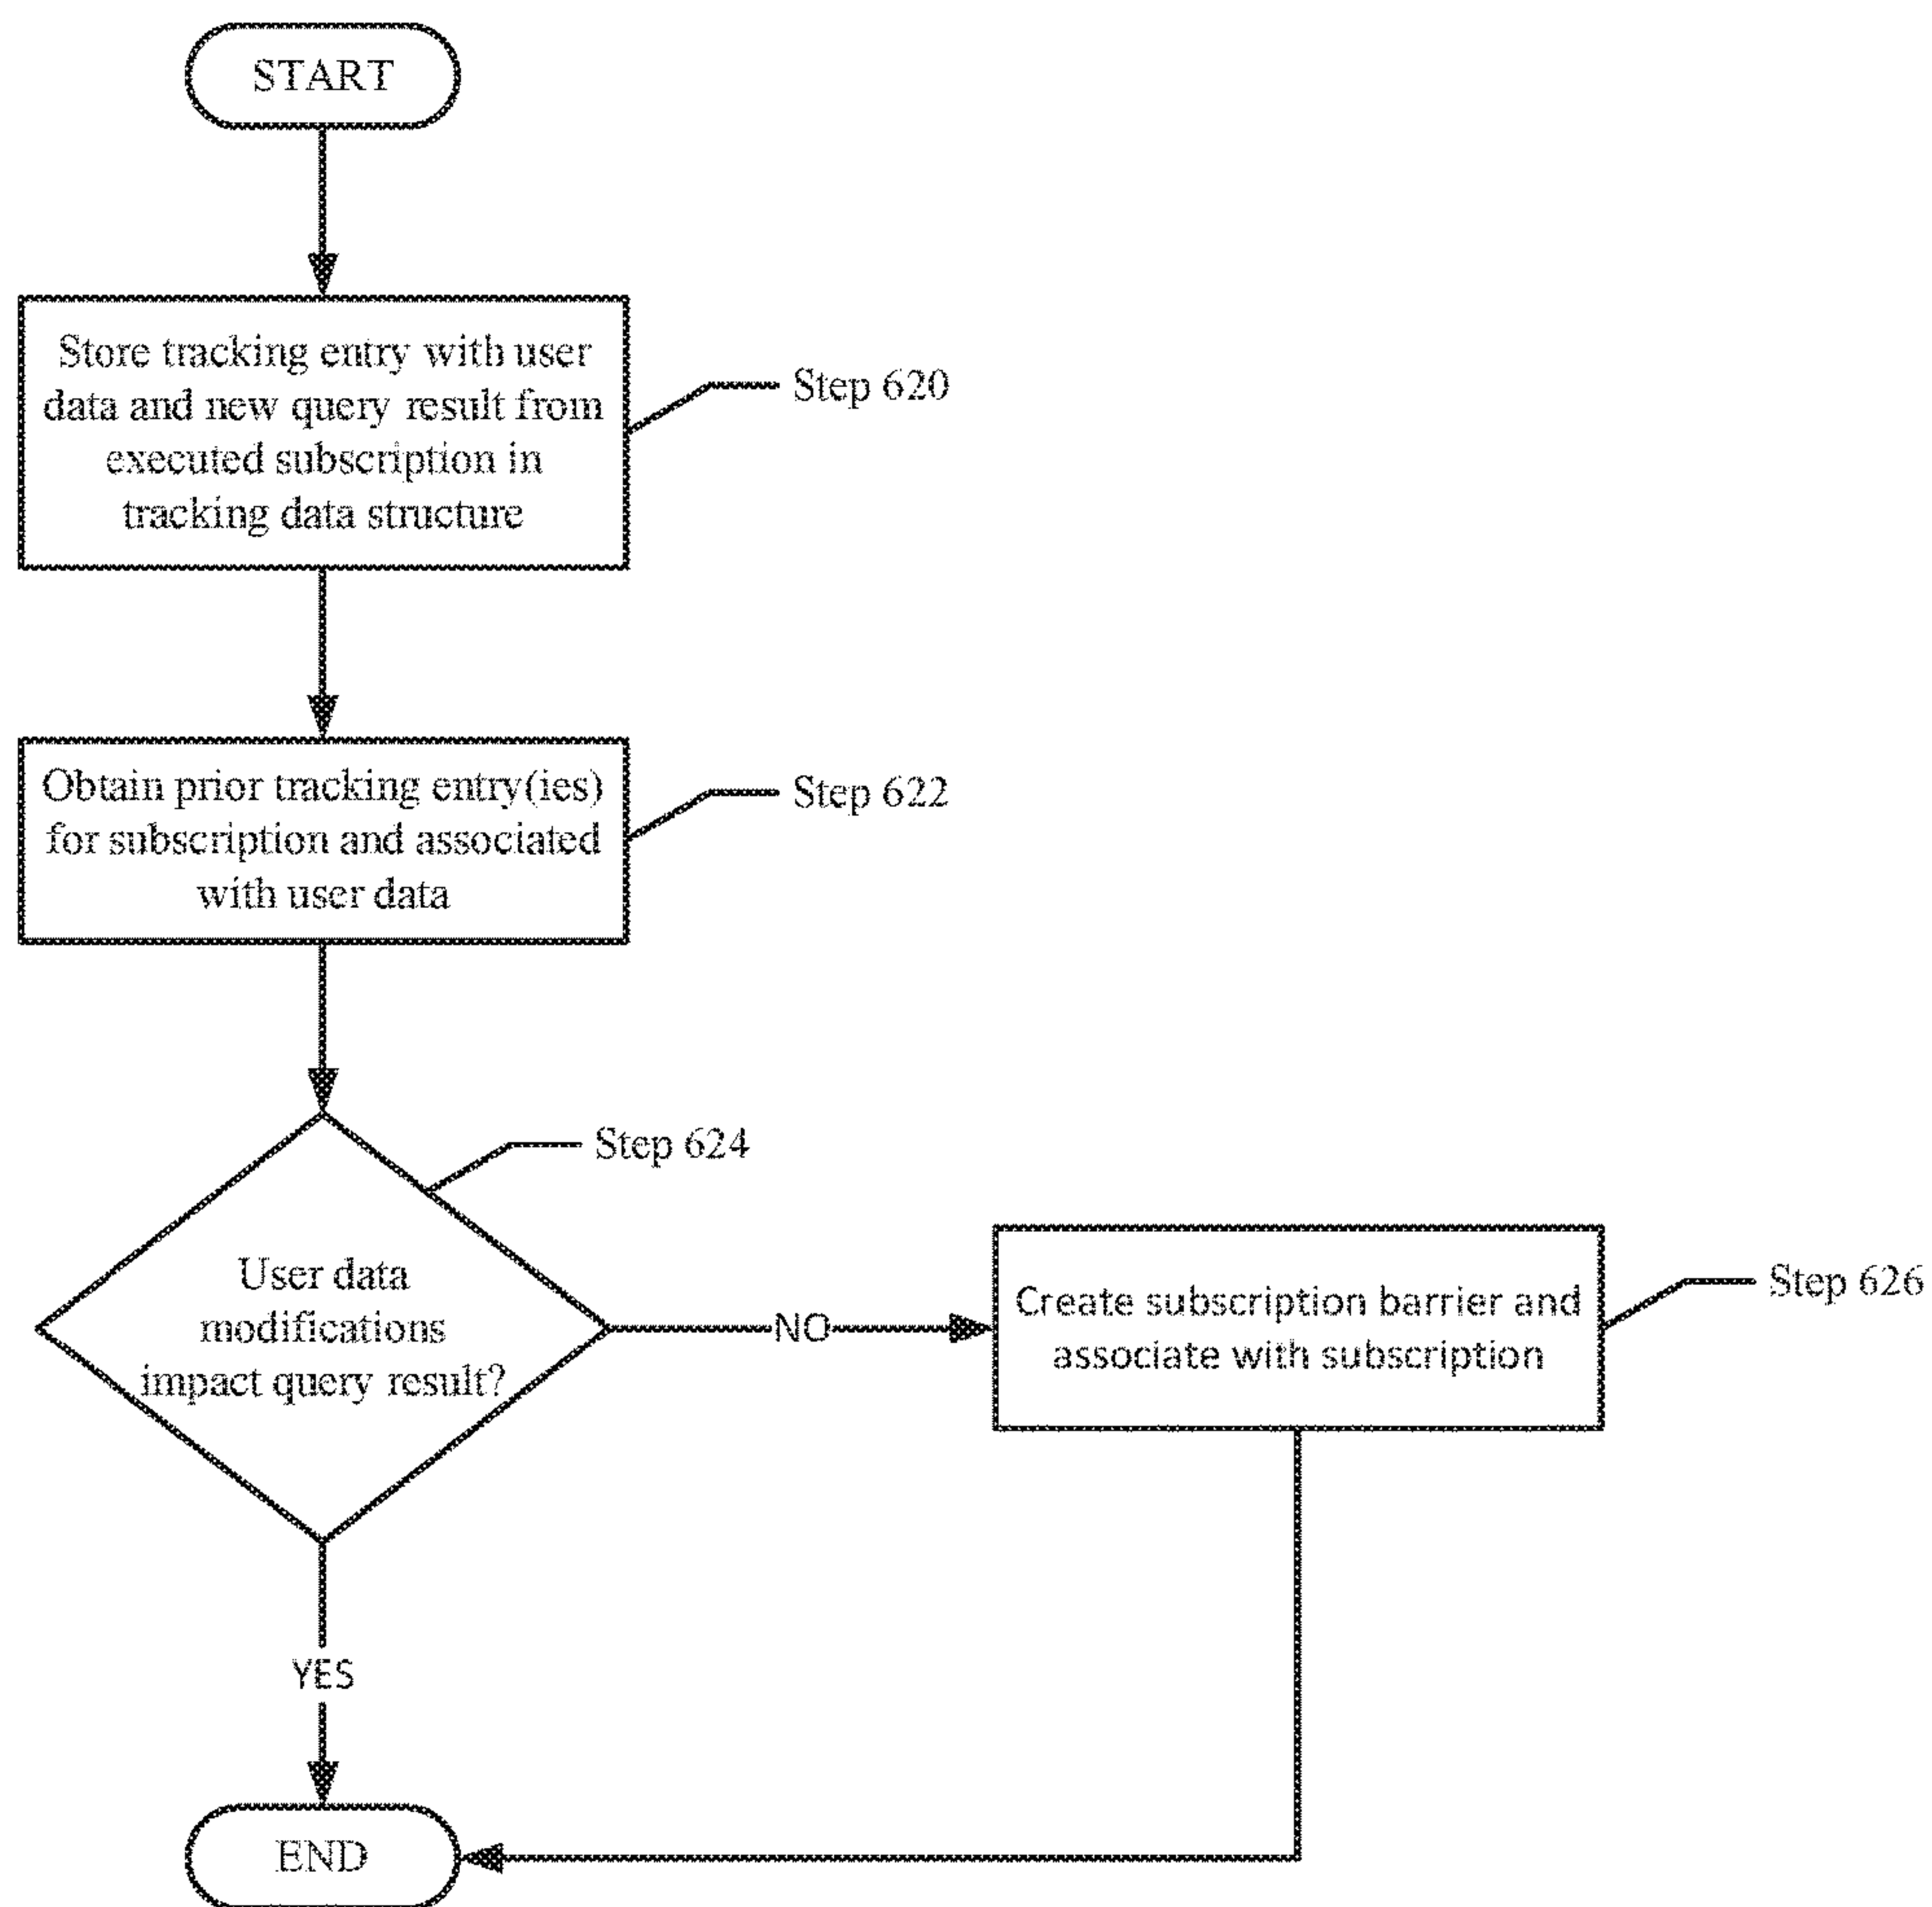 START
Store tracking entry with user
data and new query result from
executed subscription in
tracking data structure
Step 620
Obtain prior tracking entry(ies)
for subscription and associated
with user data
Step 622
Step 624
User data
modifications
impact query result?
NO
Create subscription barrier and
associate with subscription
Step 626
YES
END